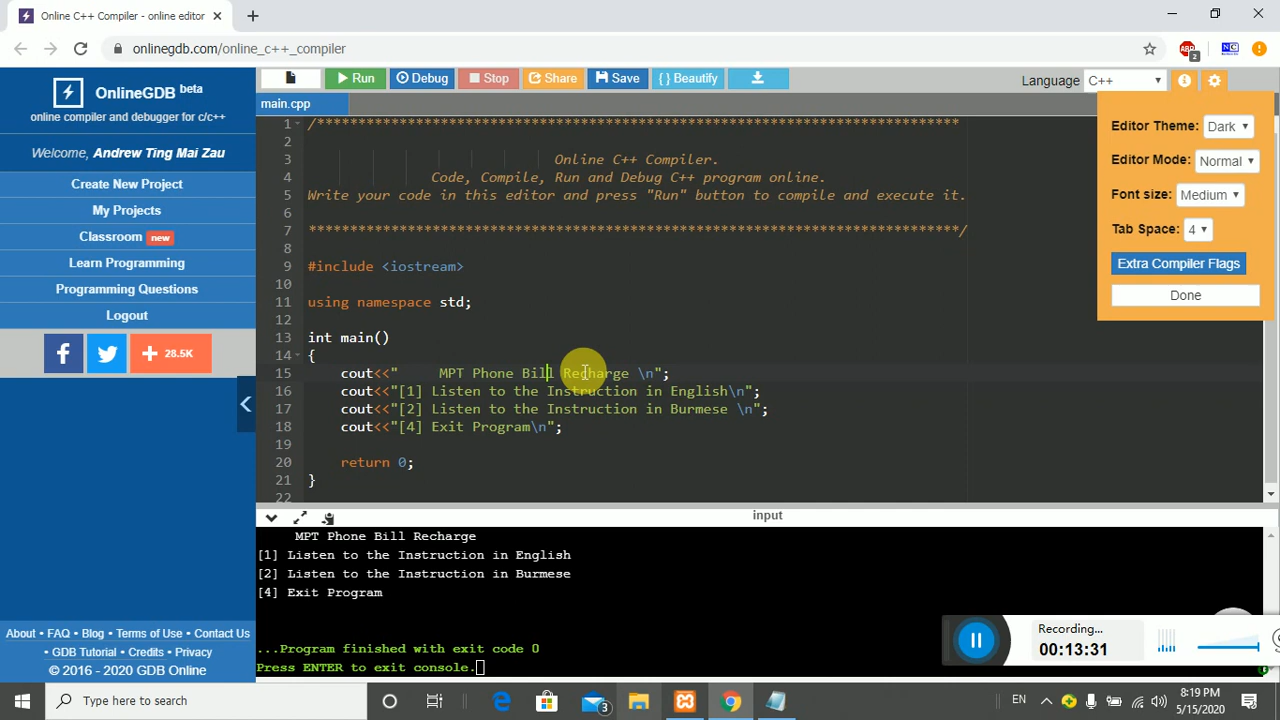 Online C++ Compiler - online editor
onlinegdb.com/online_c++_compiler
2
NC
OnlineGDB beta
online compiler and debugger for c/c++
Welcome, Andrew Ting Mai Zau
Create New Project
My Projects
Classroom new
Learn Programming
Programming Questions
Logout
28.5K
About • FAQ • Blog • Terms of Use • Contact Us
• GDB Tutorial • Credits • Privacy
© 2016 - 2020 GDB Online
Run Debug Stop Share Save { } Beautify
Language C++
main.cpp
Editor Theme: Dark
Editor Mode: Normal
Font size: Medium
Tab Space: 4
Extra Compiler Flags
Done
1 /******************************************************************************
2
3 Online C++ Compiler.
4 Code, Compile, Run and Debug C++ program online.
5 Write your code in this editor and press "Run" button to compile and execute it.
6
7 *******************************************************************************/
8
9 #include <iostream>
10
11 using namespace std;
12
13 int main()
14 {
15 cout<<"     MPT Phone Bill Recharge \n";
16 cout<<"[1] Listen to the Instruction in English\n";
17 cout<<"[2] Listen to the Instruction in Burmese \n";
18 cout<<"[4] Exit Program\n";
19
20 return 0;
21 }
22
input
MPT Phone Bill Recharge
[1] Listen to the Instruction in English
[2] Listen to the Instruction in Burmese
[4] Exit Program
...Program finished with exit code 0
Press ENTER to exit console.
Recording...
00:13:31
Type here to search
3
EN
8:19 PM
5/15/2020